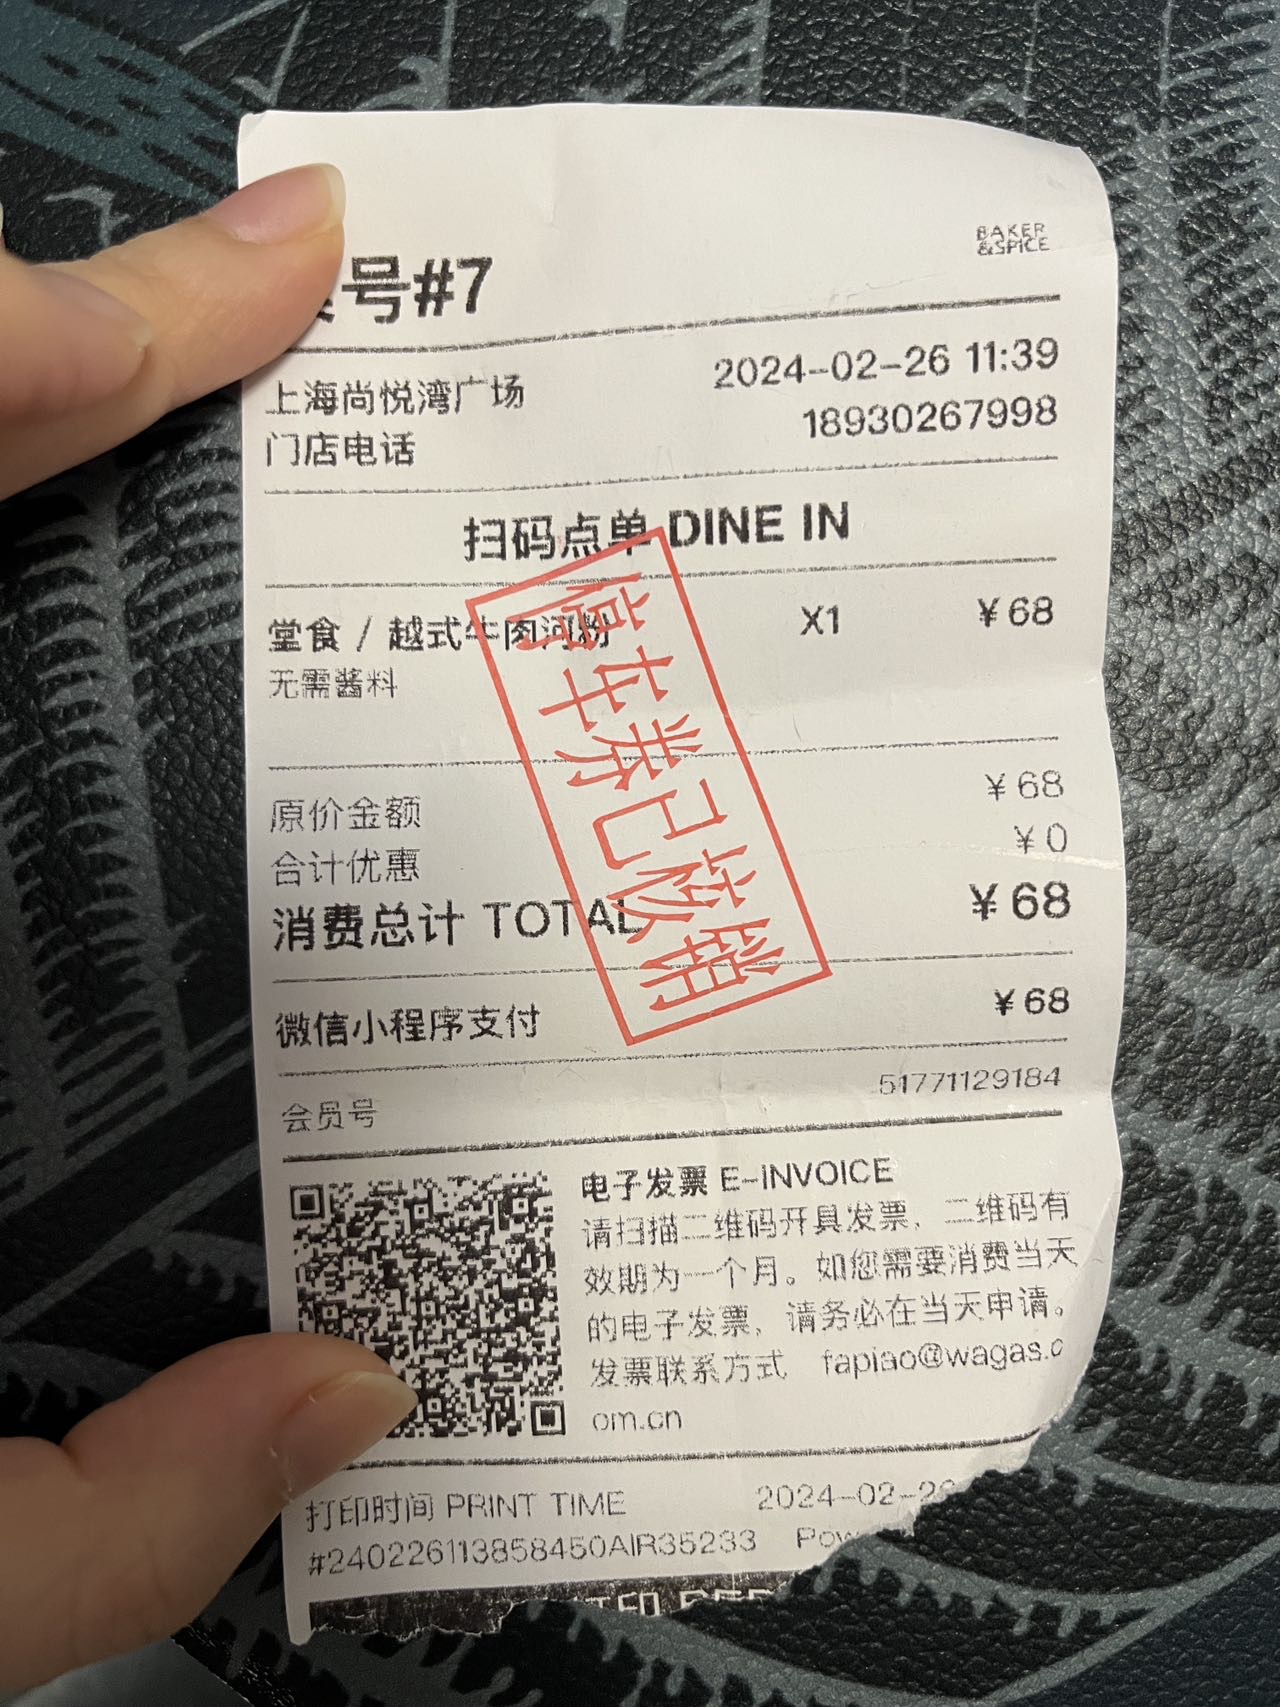 号#7
BAKER
&SPICE
上海尚悦湾广场 2024-02-26 11:39
门店电话 18930267998
扫码点单 DINE IN
堂食 / 越式牛肉河粉 X1 ¥68
无需酱料
原价金额 ¥68
合计优惠 ¥0
消费总计 TOTAL ¥68
停车券已核销
微信小程序支付 ¥68
会员号 51771129184
电子发票 E-INVOICE
请扫描二维码开具发票，二维码有
效期为一个月。如您需要消费当天
的电子发票，请务必在当天申请。
发票联系方式 fapiao@wagas.c
om.cn
打印时间 PRINT TIME 2024-02-26
#240226113858450AIR35233